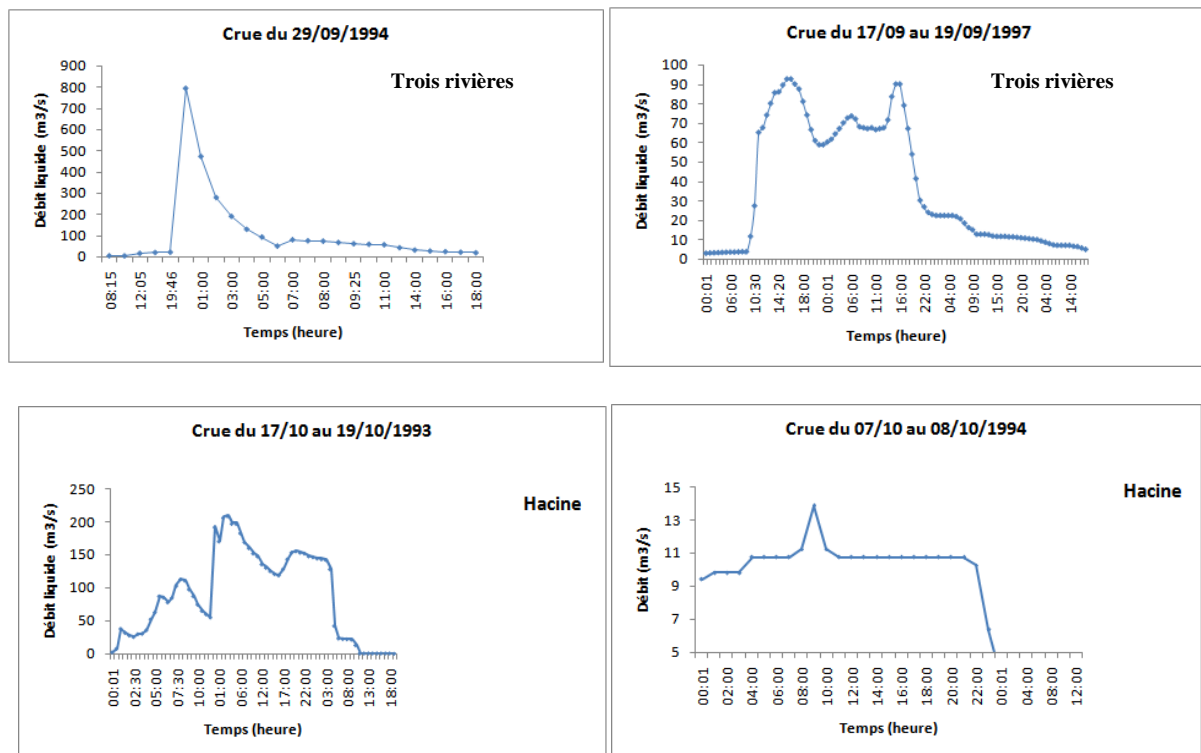 Crue du 29/09/1994
Trois rivières
Débit liquide (m3/s)
900
800
700
600
500
400
300
200
100
0
08:15 12:05 19:46 01:00 03:00 05:00 07:00 08:00 09:25 11:00 14:00 16:00 18:00
Temps (heure)
Crue du 17/09 au 19/09/1997
Trois rivières
Débit liquide (m3/s)
100
90
80
70
60
50
40
30
20
10
0
00:01 06:00 10:30 14:20 18:00 00:01 06:00 11:00 16:00 22:00 04:00 09:00 15:00 20:00 04:00 14:00
Temps (heure)
Crue du 17/10 au 19/10/1993
Hacine
Débit liquide (m3/s)
250
200
150
100
50
0
00:01 02:30 05:00 07:30 10:00 01:00 06:00 12:00 17:00 22:00 03:00 08:00 13:00 18:00
Temps (heure)
Crue du 07/10 au 08/10/1994
Hacine
Débit (m3/s)
15
13
11
9
7
5
00:01 02:00 04:00 06:00 08:00 10:00 12:00 14:00 16:00 18:00 20:00 22:00 00:01 04:00 08:00 12:00
Temps (heure)